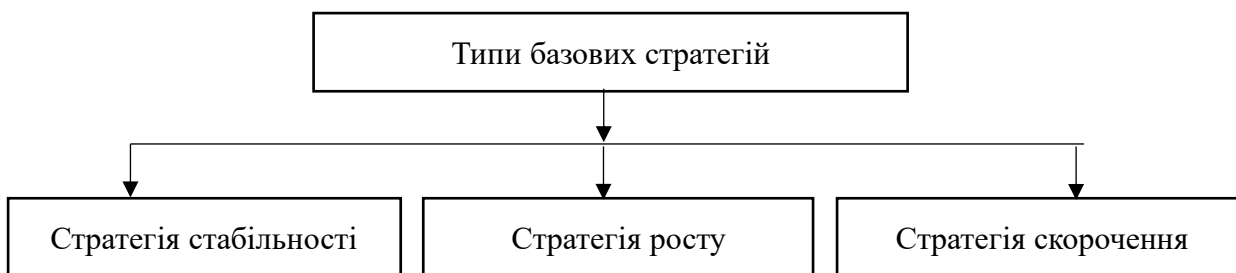 Типи базових стратегій
Стратегія стабільності
Стратегія росту
Стратегія скорочення